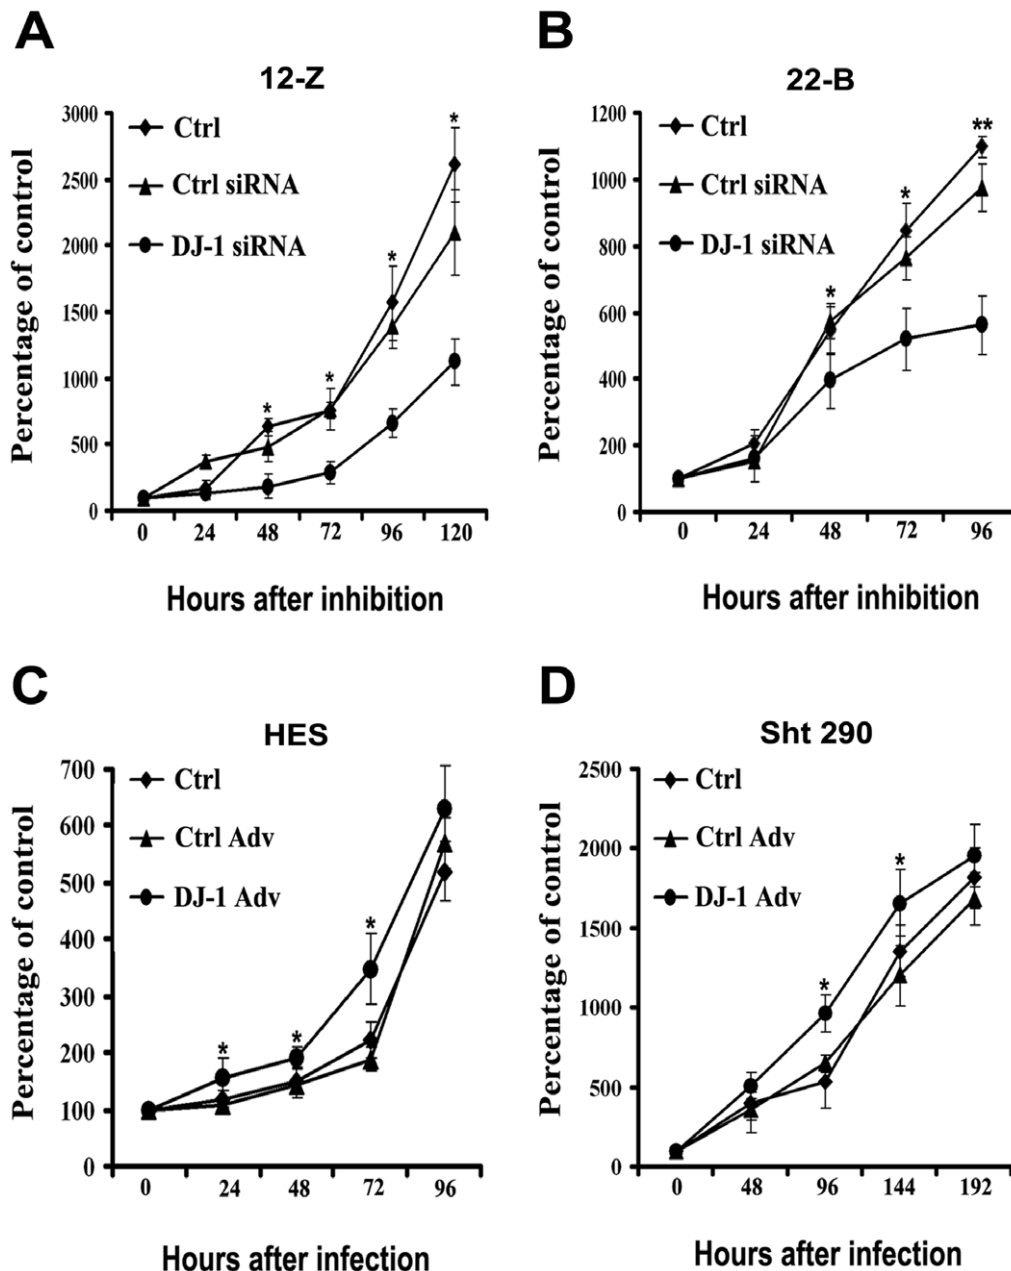 A
12-Z
Percentage of control
3000
2500
2000
1500
1000
500
0
Ctrl
Ctrl siRNA
DJ-1 siRNA
*
*
*
*
0 24 48 72 96 120
Hours after inhibition
B
22-B
Percentage of control
1200
1000
800
600
400
200
0
Ctrl
Ctrl siRNA
DJ-1 siRNA
*
*
**
0 24 48 72 96
Hours after inhibition
C
HES
Percentage of control
700
600
500
400
300
200
100
0
Ctrl
Ctrl Adv
DJ-1 Adv
*
*
*
0 24 48 72 96
Hours after infection
D
Sht 290
Percentage of control
2500
2000
1500
1000
500
0
Ctrl
Ctrl Adv
DJ-1 Adv
*
*
0 48 96 144 192
Hours after infection